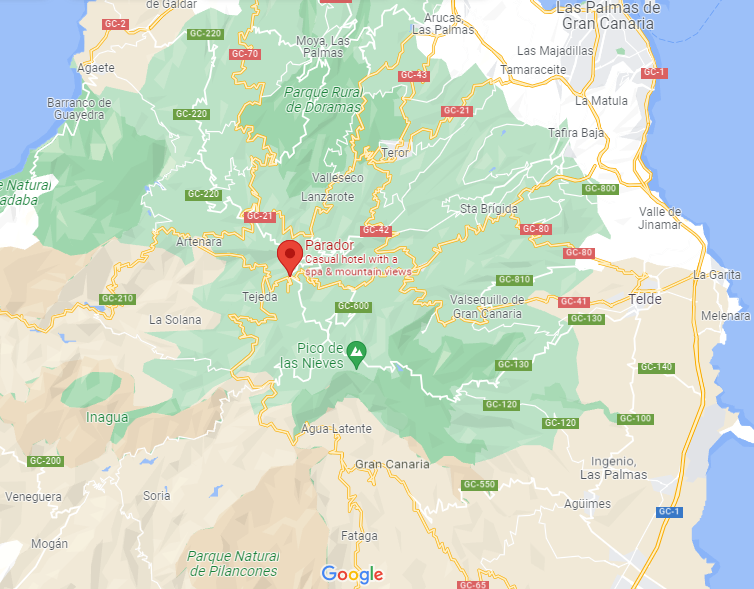 de Galdar
GC-2
GC-220
Arucas,
Las Palmas
Las Palmas de
Gran Canaria
Moya, Las
Palmas
GC-70
Las Majadillas
Agaete
GC-43
Tamaraceite
GC-1
Parque Rural
de Doramas
Barranco de
Guayedra
GC-220
GC-21
La Matula
Tafira Baja
Teror
Valleseco
e Natural
adaba
GC-220
Lanzarote
GC-800
GC-21
Sta Brígida
Valle de
Jinamar
GC-42
GC-80
Artenara
Parador
Casual hotel with a
spa & mountain views
GC-80
La Garita
GC-810
GC-210
Tejeda
GC-600
Valsequillo de
Gran Canaria
GC-41
Telde
La Solana
GC-130
Melenara
Pico de
las Nieves
GC-130
GC-140
GC-120
Inagua
GC-120
GC-100
Agua Latente
GC-200
Gran Canaria
Ingenio,
Las Palmas
GC-550
Veneguera
Soria
Agüimes
GC-1
Mogán
Fataga
Parque Natural
de Pilancones
Google
GC-65